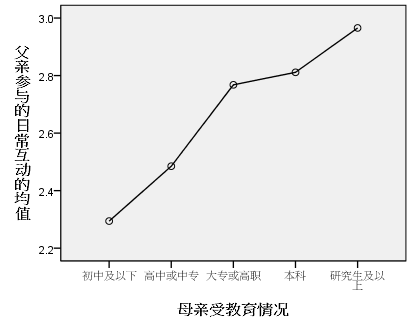 父亲参与的日常互动的均值
3.0
2.8
2.6
2.4
2.2
初中及以下 高中或中专 大专或高职 本科 研究生及以
上
母亲受教育情况